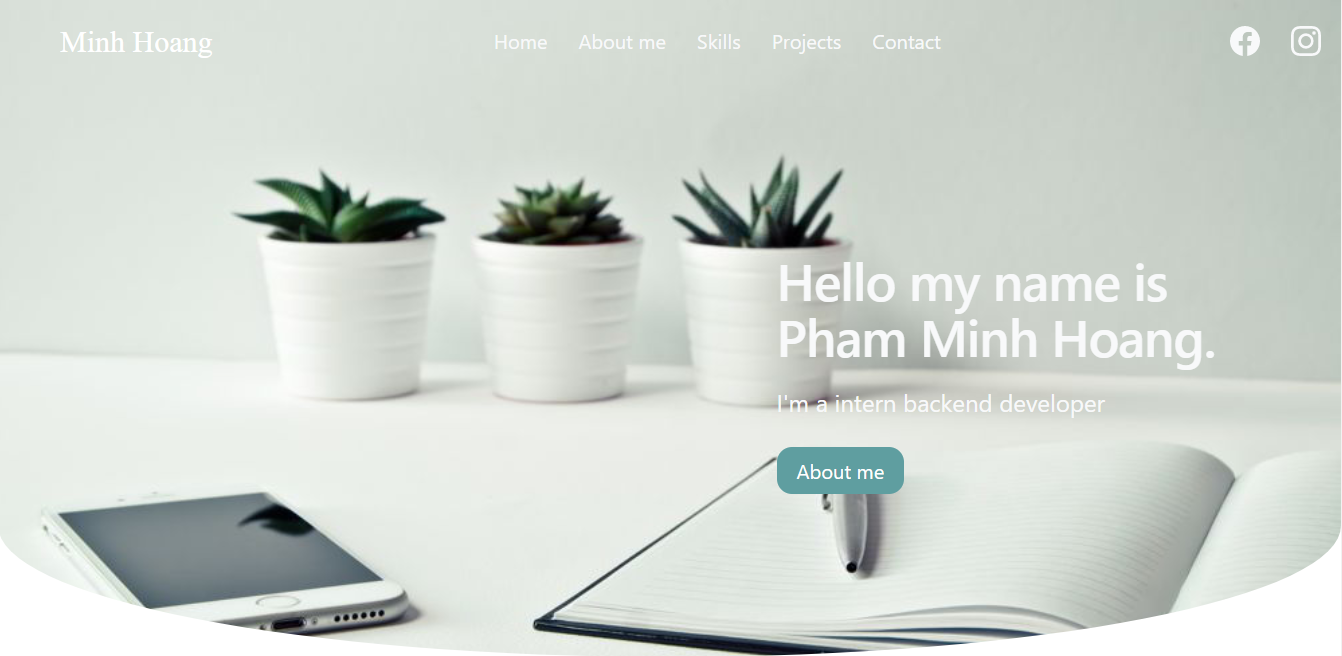 Minh Hoang
Home
About me
Skills
Projects
Contact
Hello my name is
Pham Minh Hoang.
I'm a intern backend developer
About me